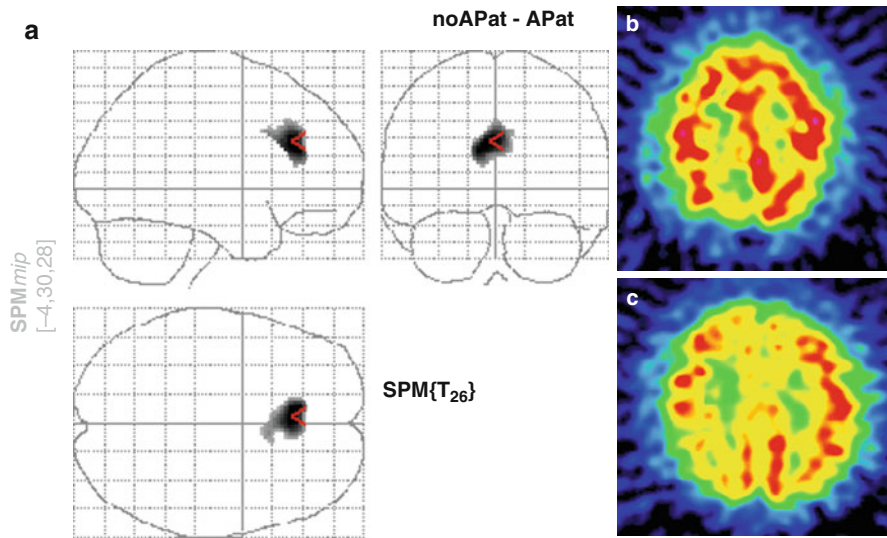 a
noAPat - APat
b
SPMmip
[–4,30,28]
SPM{T₂₆}
c